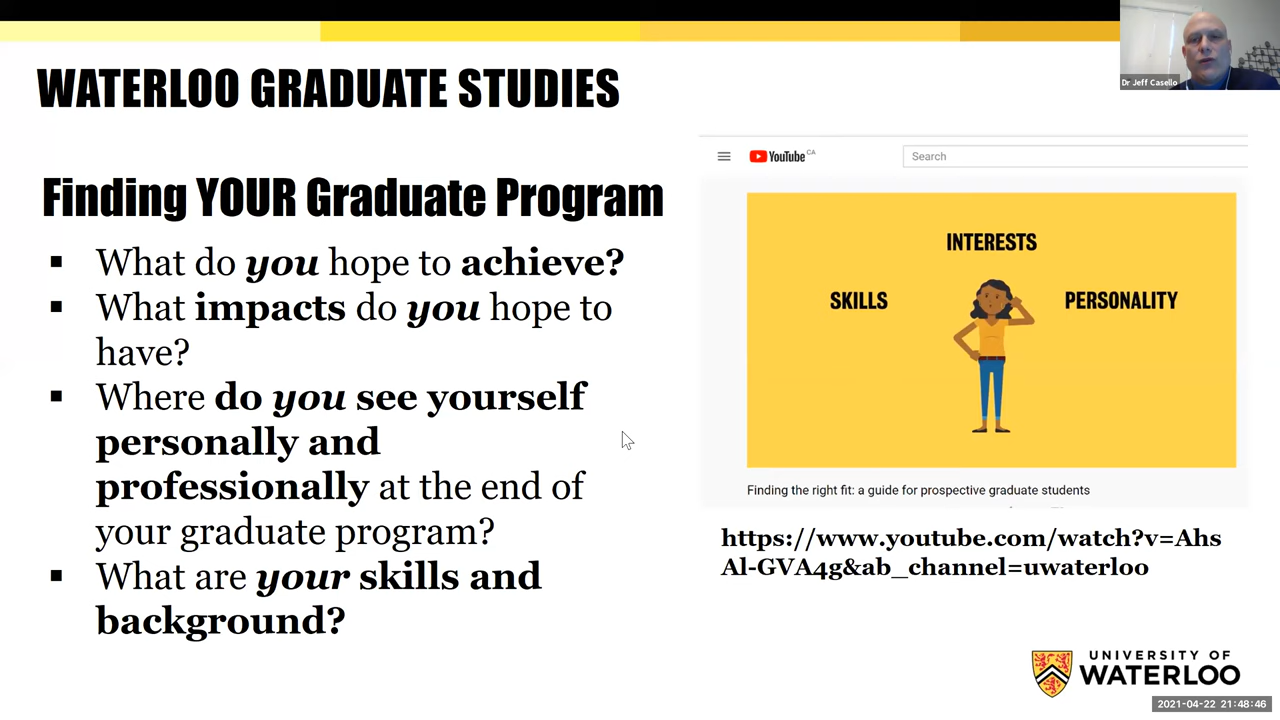 WATERLOO GRADUATE STUDIES
Dr Jeff Casello
Finding YOUR Graduate Program
▪ What do you hope to achieve?
▪ What impacts do you hope to
have?
▪ Where do you see yourself
personally and
professionally at the end of
your graduate program?
▪ What are your skills and
background?
YouTube CA
Search
INTERESTS
SKILLS
PERSONALITY
Finding the right fit: a guide for prospective graduate students
https://www.youtube.com/watch?v=Ahs
Al-GVA4g&ab_channel=uwaterloo
UNIVERSITY OF
WATERLOO
2021-04-22 21:48:46